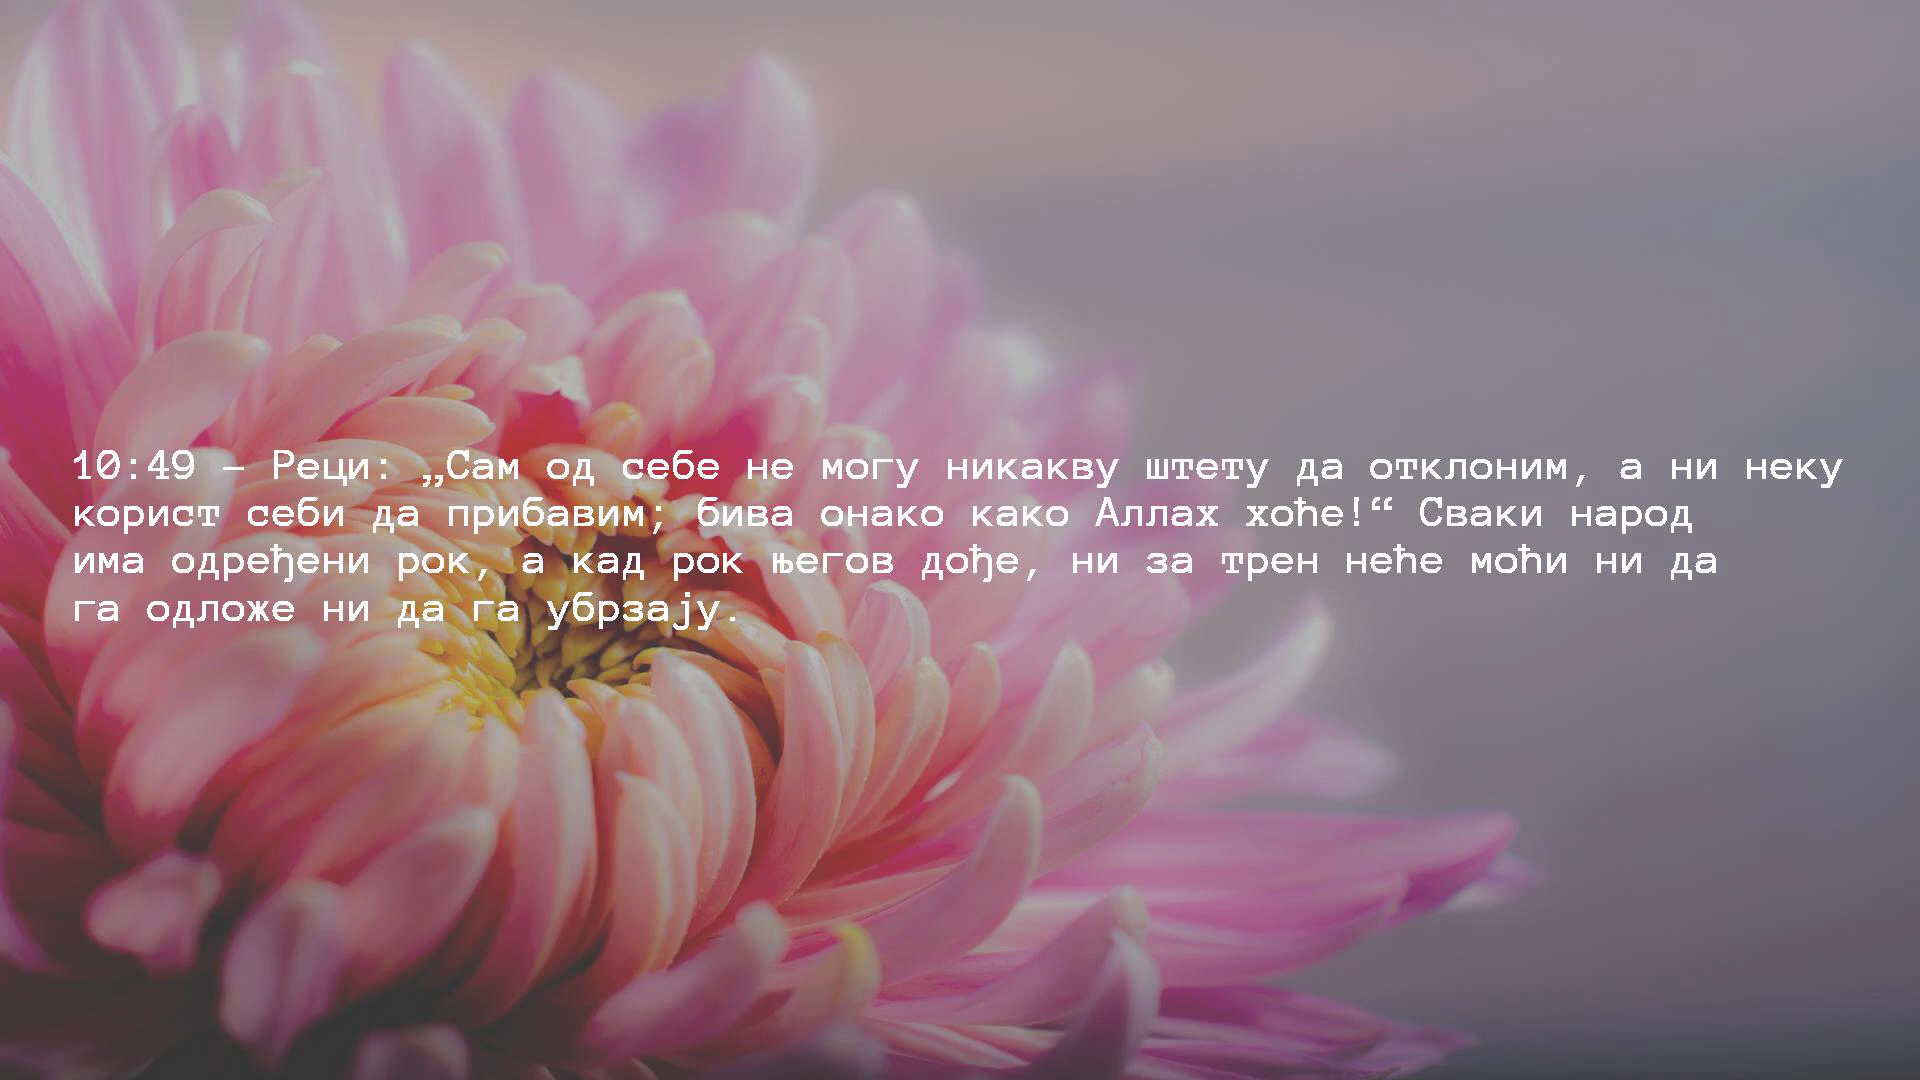 10:49 – Реци: „Сам од себе не могу никакву штету да отклоним, а ни неку
корист себи да прибавим; бива онако како Аллах хоће!“ Сваки народ
има одређени рок, а кад рок његов дође, ни за трен неће моћи ни да
га одложе ни да га убрзају.